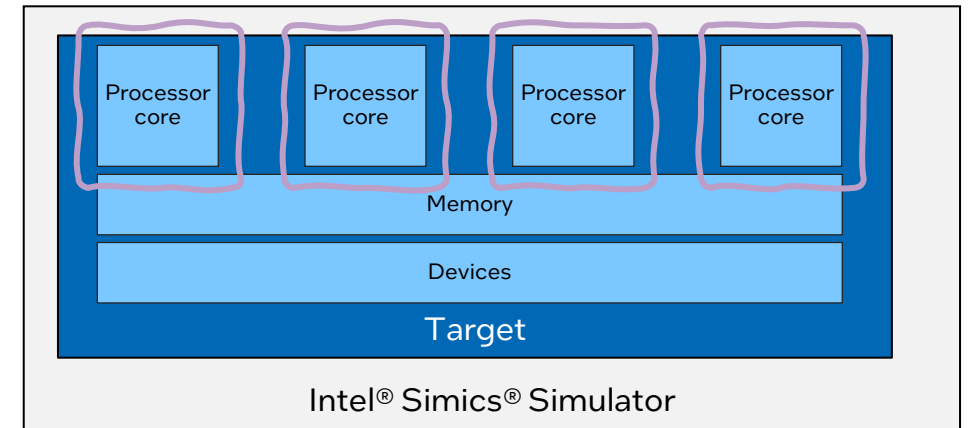 Processor
core
Processor
core
Processor
core
Processor
core
Memory
Devices
Target
Intel® Simics® Simulator